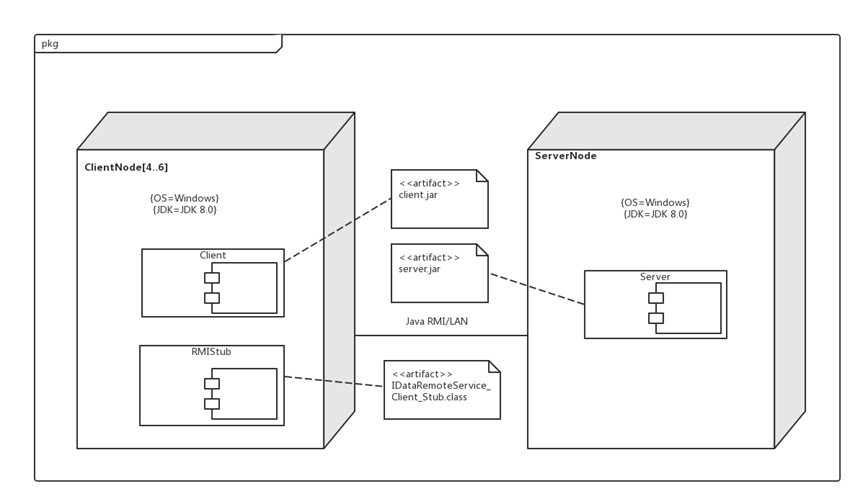 pkg
ClientNode[4..6]
{OS=Windows}
{JDK=JDK 8.0}
Client
RMIStub
<<artifact>>
client.jar
<<artifact>>
server.jar
Java RMI/LAN
<<artifact>>
IDataRemoteService_
Client_Stub.class
ServerNode
{OS=Windows}
{JDK=JDK 8.0}
Server